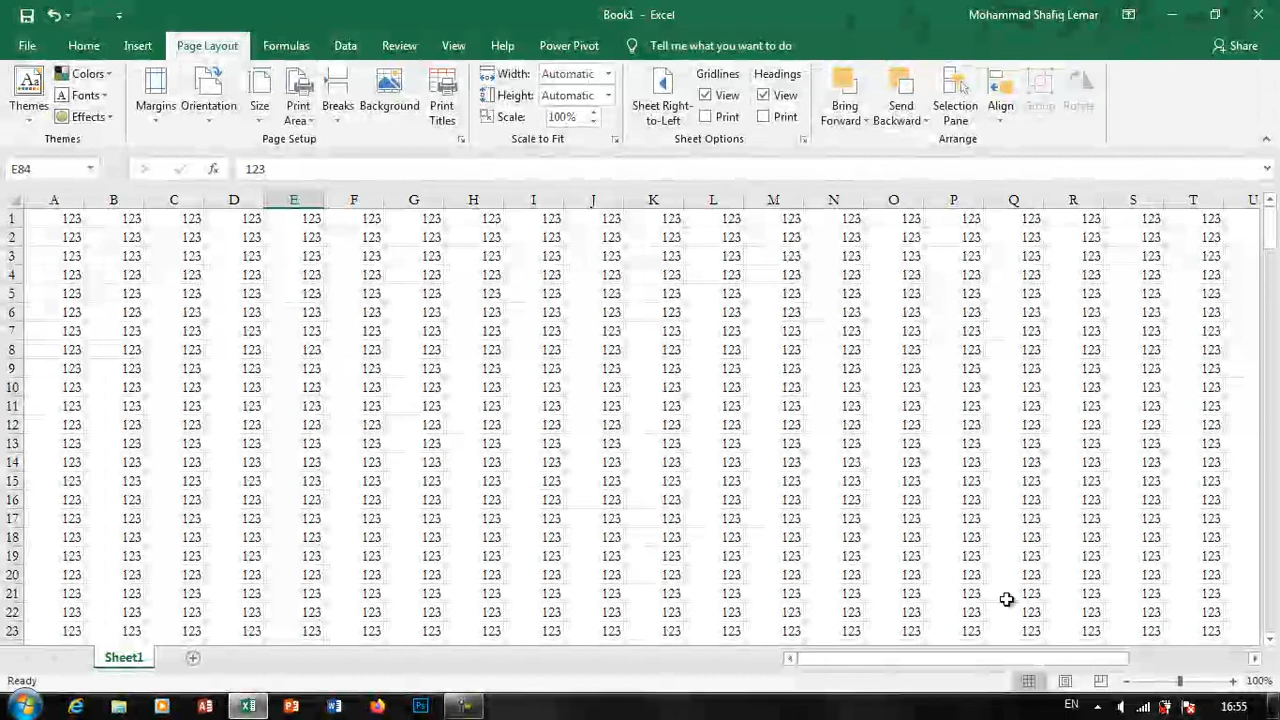 Book1 - Excel
Mohammad Shafiq Lemar
File Home Insert Page Layout Formulas Data Review View Help Power Pivot Tell me what you want to do Share
Themes
Colors
Fonts
Effects
Themes
Margins Orientation Size Print Area Breaks Background Print Titles
Page Setup
Width: Automatic
Height: Automatic
Scale: 100%
Scale to Fit
Sheet Right-to-Left
Gridlines Headings
View View
Print Print
Sheet Options
Bring Forward Send Backward Selection Pane Align Group Rotate
Arrange
E84 fx 123
A B C D E F G H I J K L M N O P Q R S T U
1 123 123 123 123 123 123 123 123 123 123 123 123 123 123 123 123 123 123 123 123
2 123 123 123 123 123 123 123 123 123 123 123 123 123 123 123 123 123 123 123 123
3 123 123 123 123 123 123 123 123 123 123 123 123 123 123 123 123 123 123 123 123
4 123 123 123 123 123 123 123 123 123 123 123 123 123 123 123 123 123 123 123 123
5 123 123 123 123 123 123 123 123 123 123 123 123 123 123 123 123 123 123 123 123
6 123 123 123 123 123 123 123 123 123 123 123 123 123 123 123 123 123 123 123 123
7 123 123 123 123 123 123 123 123 123 123 123 123 123 123 123 123 123 123 123 123
8 123 123 123 123 123 123 123 123 123 123 123 123 123 123 123 123 123 123 123 123
9 123 123 123 123 123 123 123 123 123 123 123 123 123 123 123 123 123 123 123 123
10 123 123 123 123 123 123 123 123 123 123 123 123 123 123 123 123 123 123 123 123
11 123 123 123 123 123 123 123 123 123 123 123 123 123 123 123 123 123 123 123 123
12 123 123 123 123 123 123 123 123 123 123 123 123 123 123 123 123 123 123 123 123
13 123 123 123 123 123 123 123 123 123 123 123 123 123 123 123 123 123 123 123 123
14 123 123 123 123 123 123 123 123 123 123 123 123 123 123 123 123 123 123 123 123
15 123 123 123 123 123 123 123 123 123 123 123 123 123 123 123 123 123 123 123 123
16 123 123 123 123 123 123 123 123 123 123 123 123 123 123 123 123 123 123 123 123
17 123 123 123 123 123 123 123 123 123 123 123 123 123 123 123 123 123 123 123 123
18 123 123 123 123 123 123 123 123 123 123 123 123 123 123 123 123 123 123 123 123
19 123 123 123 123 123 123 123 123 123 123 123 123 123 123 123 123 123 123 123 123
20 123 123 123 123 123 123 123 123 123 123 123 123 123 123 123 123 123 123 123 123
21 123 123 123 123 123 123 123 123 123 123 123 123 123 123 123 123 123 123 123 123
22 123 123 123 123 123 123 123 123 123 123 123 123 123 123 123 123 123 123 123 123
23 123 123 123 123 123 123 123 123 123 123 123 123 123 123 123 123 123 123 123 123
Sheet1
Ready
100%
EN 16:55